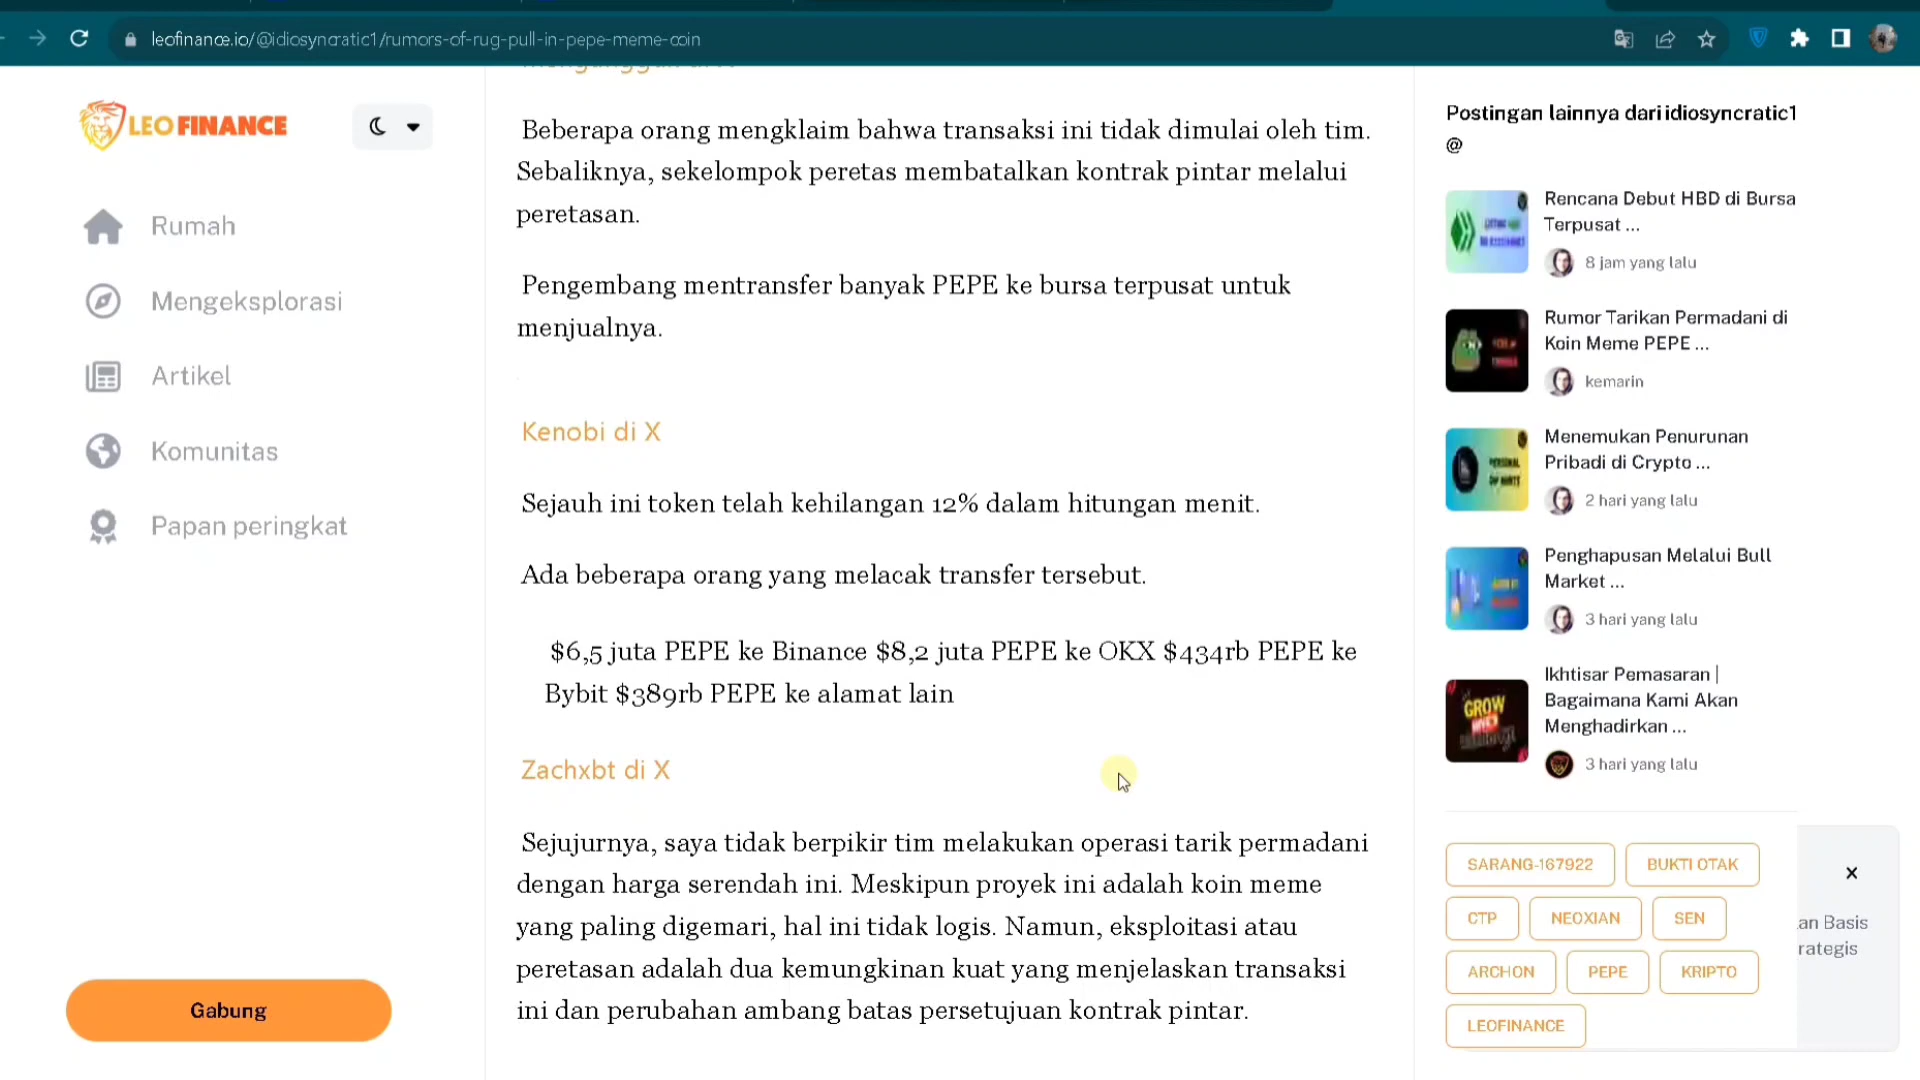 leofinance.io/@idiosyncratic1/rumors-of-rug-pull-in-pepe-meme-coin
LEO FINANCE
Rumah
Mengeksplorasi
Artikel
Komunitas
Papan peringkat
Gabung
Beberapa orang mengklaim bahwa transaksi ini tidak dimulai oleh tim.
Sebaliknya, sekelompok peretas membatalkan kontrak pintar melalui
peretasan.
Pengembang mentransfer banyak PEPE ke bursa terpusat untuk
menjualnya.
Kenobi di X
Sejauh ini token telah kehilangan 12% dalam hitungan menit.
Ada beberapa orang yang melacak transfer tersebut.
$6,5 juta PEPE ke Binance $8,2 juta PEPE ke OKX $434rb PEPE ke
Bybit $389rb PEPE ke alamat lain
Zachxbt di X
Sejujurnya, saya tidak berpikir tim melakukan operasi tarik permadani
dengan harga serendah ini. Meskipun proyek ini adalah koin meme
yang paling digemari, hal ini tidak logis. Namun, eksploitasi atau
peretasan adalah dua kemungkinan kuat yang menjelaskan transaksi
ini dan perubahan ambang batas persetujuan kontrak pintar.
Postingan lainnya dari idiosyncratic1
@
Rencana Debut HBD di Bursa
Terpusat ...
8 jam yang lalu
Rumor Tarikan Permadani di
Koin Meme PEPE ...
kemarin
Menemukan Penurunan
Pribadi di Crypto ...
2 hari yang lalu
Penghapusan Melalui Bull
Market ...
3 hari yang lalu
GROW
Ikhtisar Pemasaran |
Bagaimana Kami Akan
Menghadirkan ...
3 hari yang lalu
SARANG-167922
BUKTI OTAK
CTP
NEOXIAN
SEN
ARCHON
PEPE
KRIPTO
LEOFINANCE
an Basis
rategis